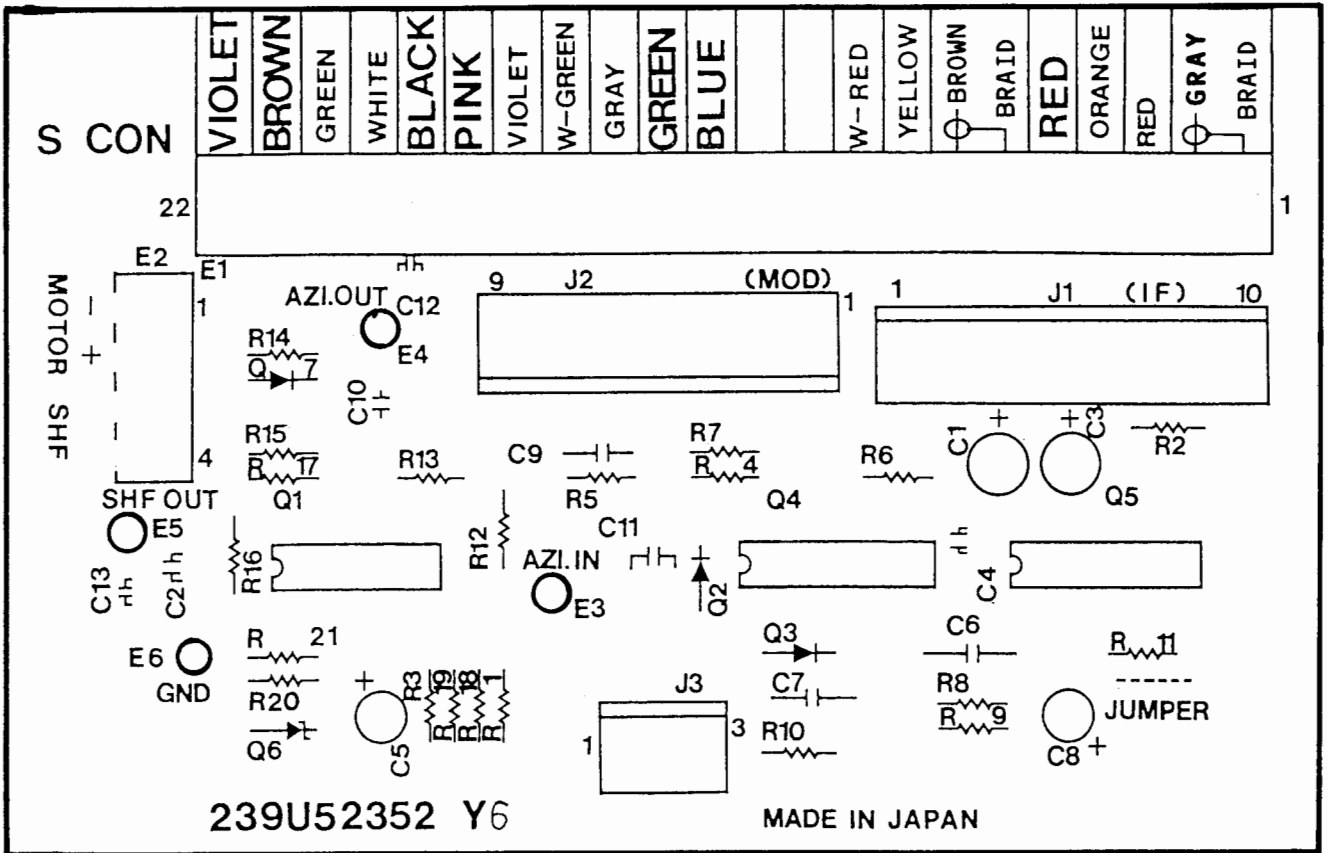 S CON
VIOLET
BROWN
GREEN
WHITE
BLACK
PINK
VIOLET
W-GREEN
GRAY
GREEN
BLUE
W-RED
YELLOW
BROWN
BRAID
RED
ORANGE
RED
GRAY
BRAID
22
1
E2
E1
MOTOR SHF
-
+
1
4
AZI.OUT
C12
E4
9 J2 (MOD) 1
1 J1 (IF) 10
R14
Q 7
C10
R15
R 17
Q1
R13
C9
R5
R7
R 4
Q4
R6
C1
+
C3
+
R2
Q5
SHF OUT
E5
C13
C2
R16
R12
C11
AZI.IN
E3
Q2
C4
E6
GND
R 21
R20
Q6
+
C5
R3
R 19
R 18
R 1
J3
1
3
Q3
C7
R10
C6
R8
R 9
R 11
JUMPER
C8 +
239U52352 Y6
MADE IN JAPAN